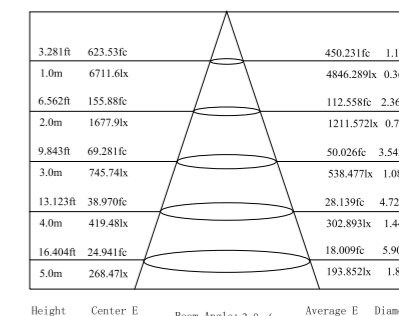 3.281ft 623.53fc 450.231fc
1.0m 6711.6lx 4846.289lx
6.562ft 155.88fc 112.558fc
2.0m 1677.9lx 1211.572lx
9.843ft 69.281fc 50.026fc
3.0m 745.74lx 538.477lx
13.123ft 38.970fc 28.139fc
4.0m 419.48lx 302.893lx
16.404ft 24.941fc 18.009fc
5.0m 268.47lx 193.852lx
Height Center E Average E